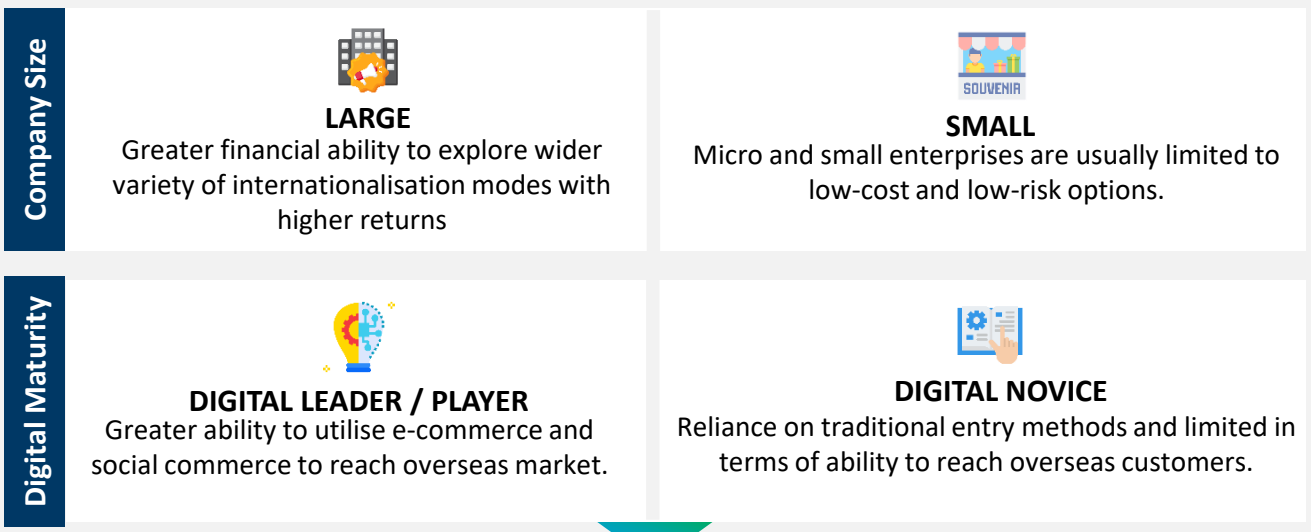 Company Size
LARGE
Greater financial ability to explore wider
variety of internationalisation modes with
higher returns
SOUVENIR
SMALL
Micro and small enterprises are usually limited to
low-cost and low-risk options.
Digital Maturity
DIGITAL LEADER / PLAYER
Greater ability to utilise e-commerce and
social commerce to reach overseas market.
DIGITAL NOVICE
Reliance on traditional entry methods and limited in
terms of ability to reach overseas customers.